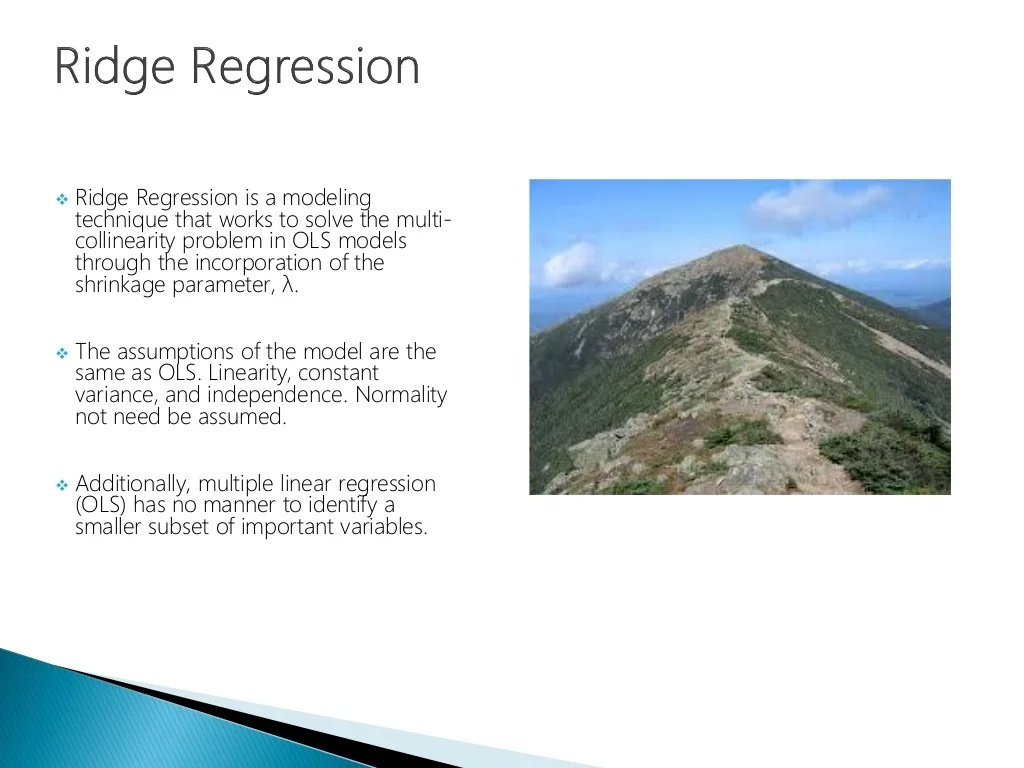 Ridge Regression
Ridge Regression is a modeling
technique that works to solve the multi-
collinearity problem in OLS models
through the incorporation of the
shrinkage parameter, λ.
The assumptions of the model are the
same as OLS. Linearity, constant
variance, and independence. Normality
not need be assumed.
Additionally, multiple linear regression
(OLS) has no manner to identify a
smaller subset of important variables.